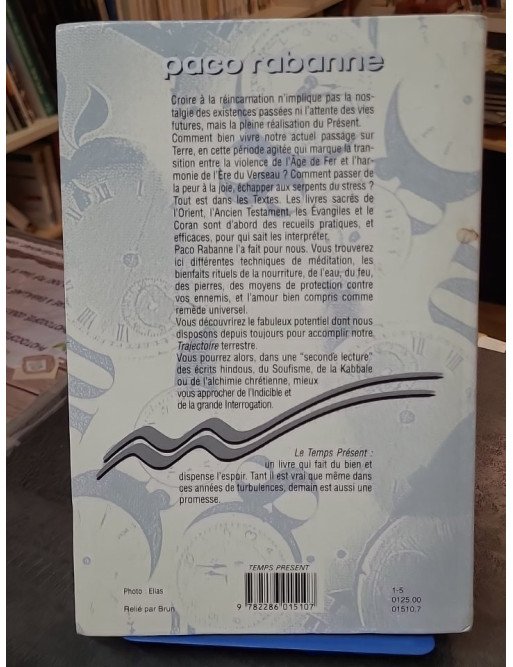 paco rabanne
Croire à la réincarnation n'implique pas la nos-
talgie des existences passées ni l'attente des vies
futures, mais la pleine réalisation du Présent.
Comment bien vivre notre actuel passage sur
Terre, en cette période agitée qui marque la tran-
sition entre la violence de l'Âge de Fer et l'har-
monie de l'Ère du Verseau ? Comment passer de
la peur à la joie, échapper aux serpents du stress ?
Tout est dans les Textes. Les livres sacrés de
l'Orient, l'Ancien Testament, les Évangiles et le
Coran sont d'abord des recueils pratiques, et
efficaces, pour qui sait les interpréter.
Paco Rabanne l'a fait pour nous. Vous trouverez
ici différentes techniques de méditation, les
bienfaits rituels de la nourriture, de l'eau, du feu,
des pierres, des moyens de protection contre
vos ennemis, et l'amour bien compris comme
remède universel.
Vous découvrirez le fabuleux potentiel dont nous
disposons depuis toujours pour accomplir notre
Trajectoire terrestre.
Vous pourrez alors, dans une "seconde lecture"
des écrits hindous, du Soufisme, de la Kabbale
ou de l'alchimie chrétienne, mieux
vous approcher de l'Indicible et
de la grande Interrogation.
Le Temps Présent :
un livre qui fait du bien et
dispense l'espoir. Tant il est vrai que même dans
ces années de turbulences, demain est aussi une
promesse.
Photo Elias
Relié par Brun
TEMPS PRESENT
9 782286 015107
1-5
0125.00
01510.7